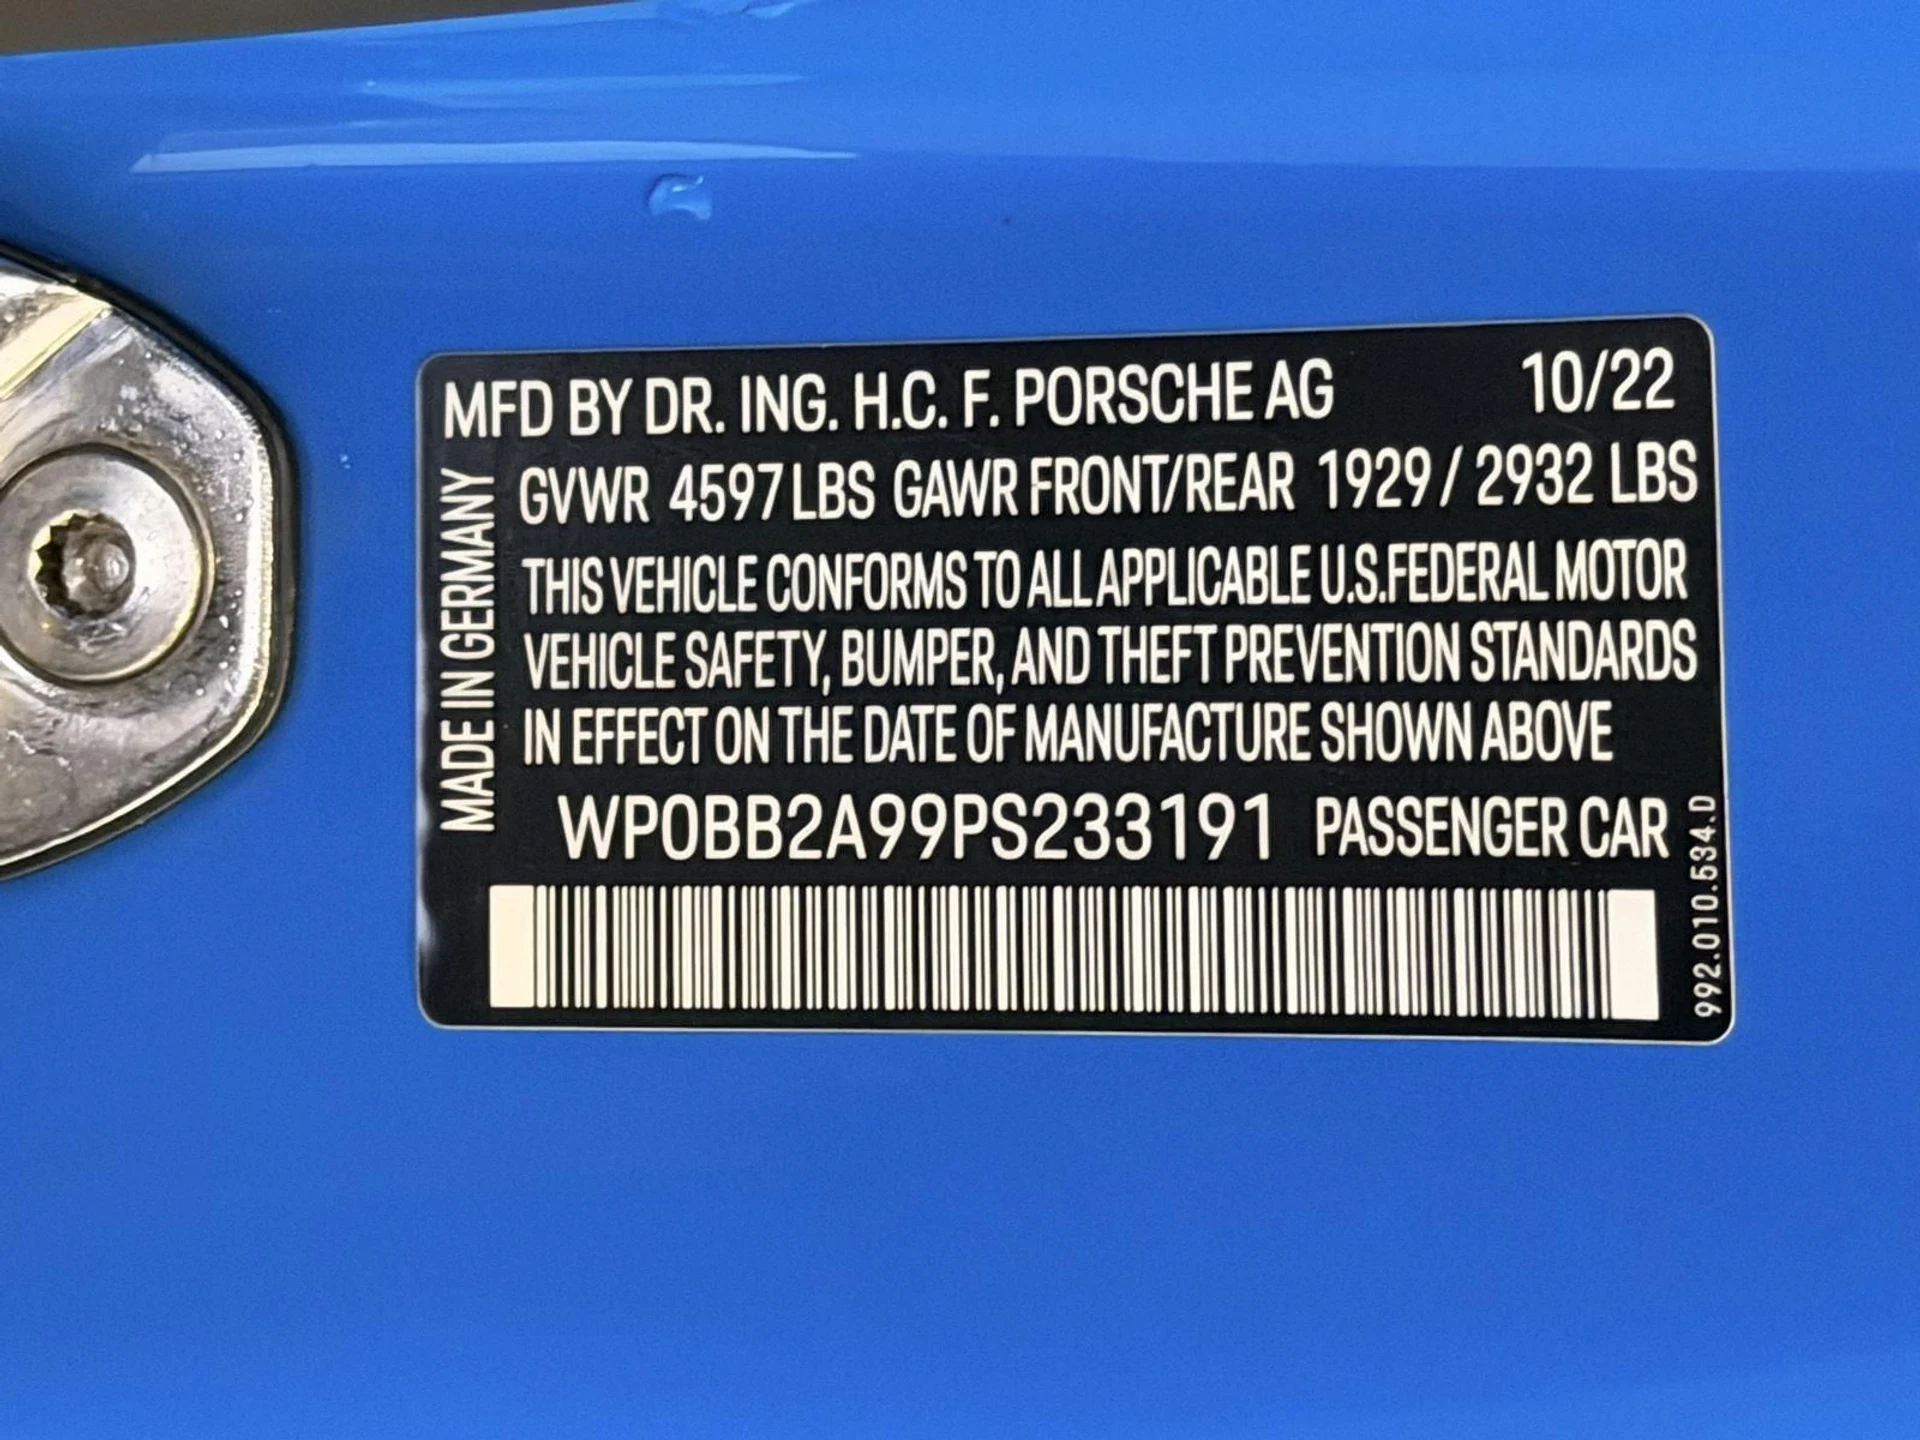 MFD BY DR. ING. H.C. F. PORSCHE AG 10/22
GVWR 4597 LBS GAWR FRONT/REAR 1929 / 2932 LBS
THIS VEHICLE CONFORMS TO ALL APPLICABLE U.S.FEDERAL MOTOR
VEHICLE SAFETY, BUMPER, AND THEFT PREVENTION STANDARDS
IN EFFECT ON THE DATE OF MANUFACTURE SHOWN ABOVE
WP0BB2A99PS233191 PASSENGER CAR
MADE IN GERMANY
992.010.534.D